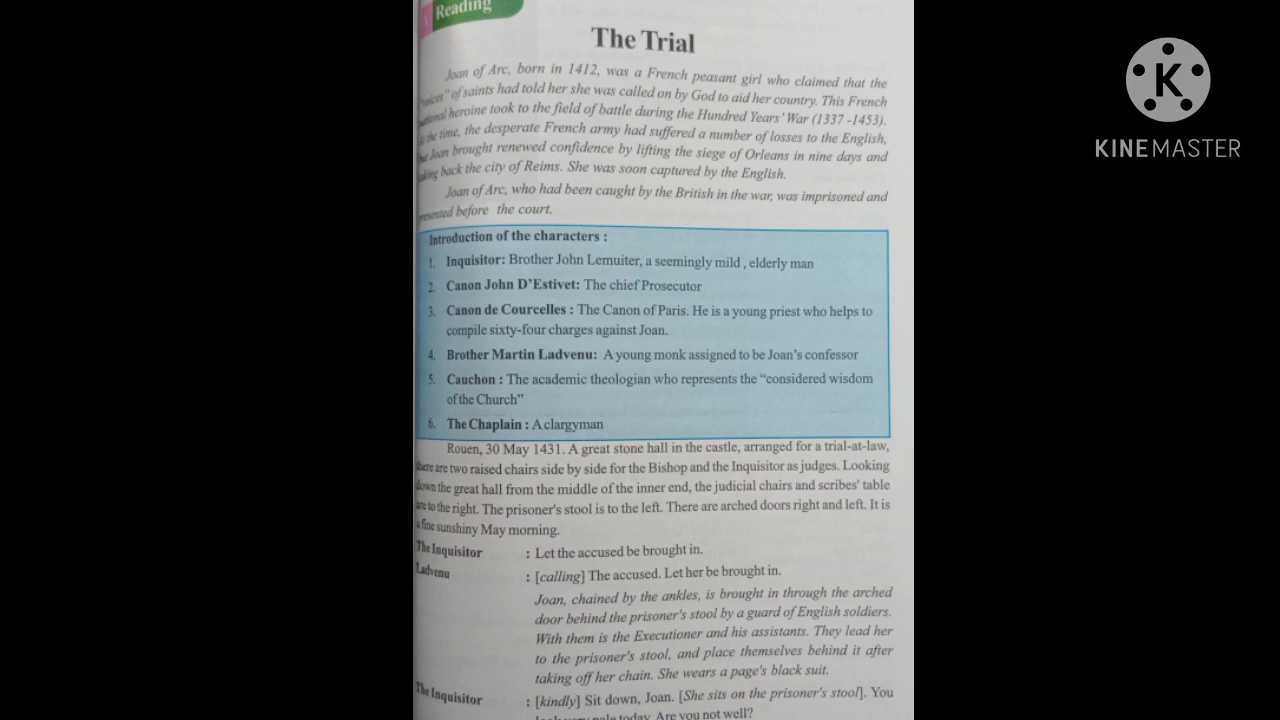 Reading
The Trial
Joan of Arc, born in 1412, was a French peasant girl who claimed that the
"voices" of saints had told her she was called on by God to aid her country. This French
national heroine took to the field of battle during the Hundred Years' War (1337 -1453).
the time, the desperate French army had suffered a number of losses to the English,
but Joan brought renewed confidence by lifting the siege of Orleans in nine days and
taking back the city of Reims. She was soon captured by the English.
Joan of Arc, who had been caught by the British in the war, was imprisoned and
presented before the court.
Introduction of the characters :
1. Inquisitor: Brother John Lemuiter, a seemingly mild , elderly man
2. Canon John D'Estivet: The chief Prosecutor
3. Canon de Courcelles : The Canon of Paris. He is a young priest who helps to
compile sixty-four charges against Joan.
4. Brother Martin Ladvenu: A young monk assigned to be Joan's confessor
5. Cauchon : The academic theologian who represents the "considered wisdom
of the Church"
6. The Chaplain : A clargyman
Rouen, 30 May 1431. A great stone hall in the castle, arranged for a trial-at-law,
there are two raised chairs side by side for the Bishop and the Inquisitor as judges. Looking
down the great hall from the middle of the inner end, the judicial chairs and scribes' table
are to the right. The prisoner's stool is to the left. There are arched doors right and left. It is
a fine sunshiny May morning.
The Inquisitor : Let the accused be brought in.
Ladvenu : [calling] The accused. Let her be brought in.
Joan, chained by the ankles, is brought in through the arched
door behind the prisoner's stool by a guard of English soldiers.
With them is the Executioner and his assistants. They lead her
to the prisoner's stool, and place themselves behind it after
taking off her chain. She wears a page's black suit.
The Inquisitor : [kindly] Sit down, Joan. [She sits on the prisoner's stool]. You
look very pale today. Are you not well?
K
KINEMASTER